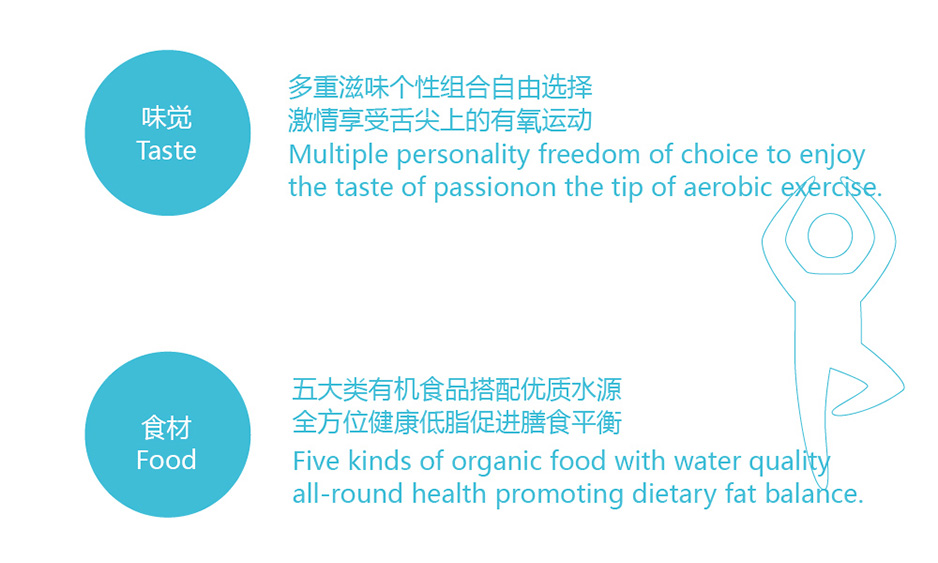 味觉
Taste
多重滋味个性组合自由选择
激情享受舌尖上的有氧运动
Multiple personality freedom of choice to enjoy
the taste of passionon the tip of aerobic exercise.
食材
Food
五大类有机食品搭配优质水源
全方位健康低脂促进膳食平衡
Five kinds of organic food with water quality
all-round health promoting dietary fat balance.